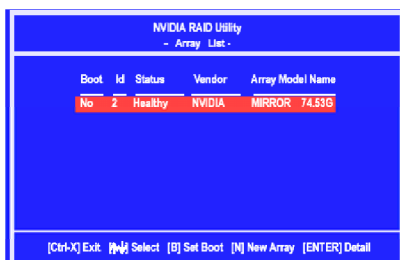 NVIDIA RAID Utility
- Array List -
Boot Id Status Vendor Array Model Name
No 2 Healthy NVIDIA MIRROR 74.53G
[Ctrl-X] Exit [↑↓] Select [B] Set Boot [N] New Array [ENTER] Detail